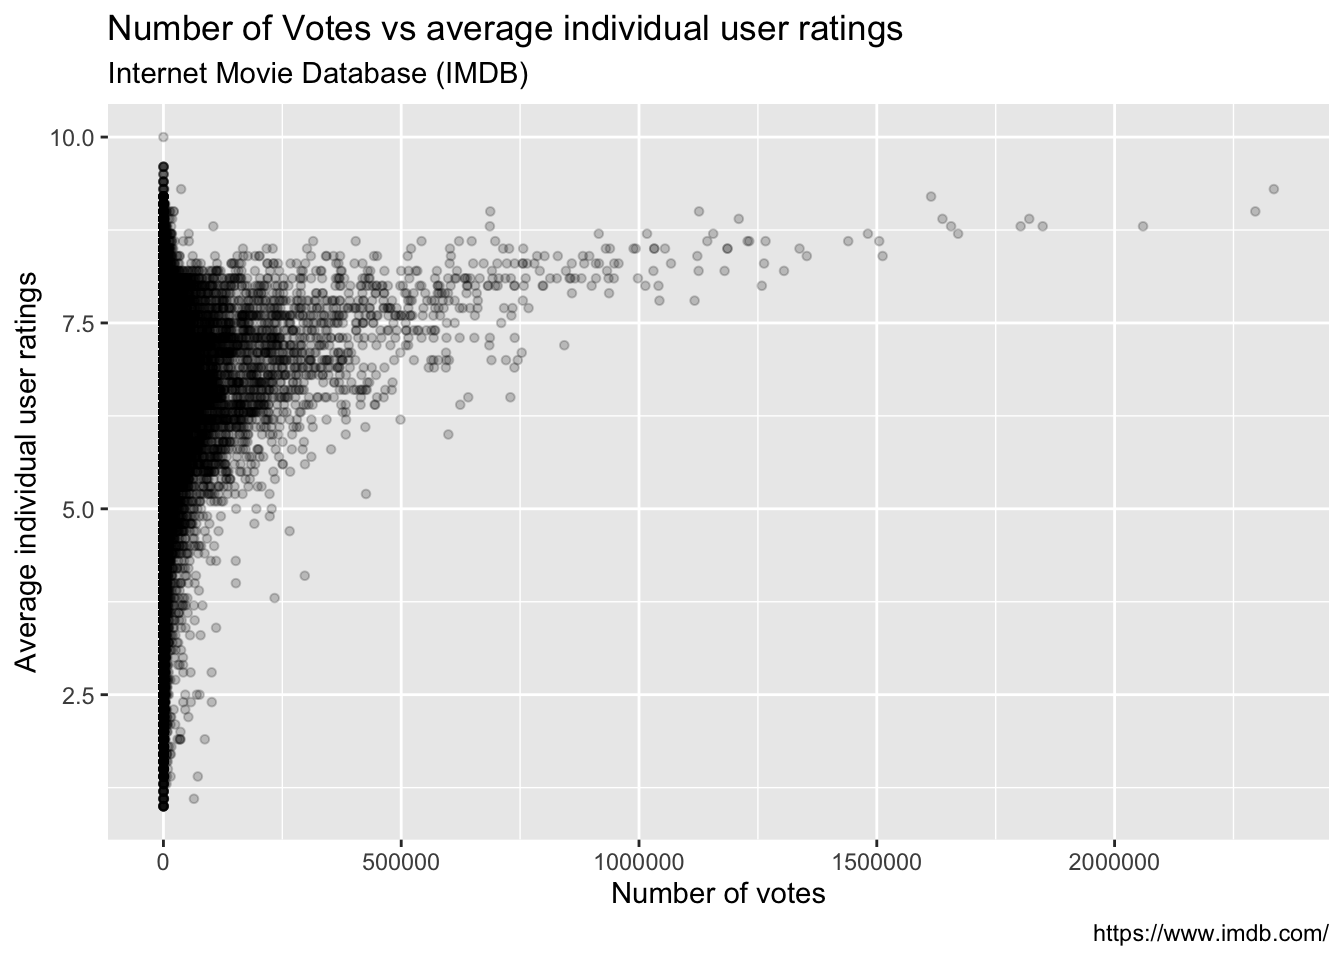 Number of Votes vs average individual user ratings
Internet Movie Database (IMDB)
Average individual user ratings
10.0
7.5
5.0
2.5
0 500000 1000000 1500000 2000000
Number of votes
https://www.imdb.com/